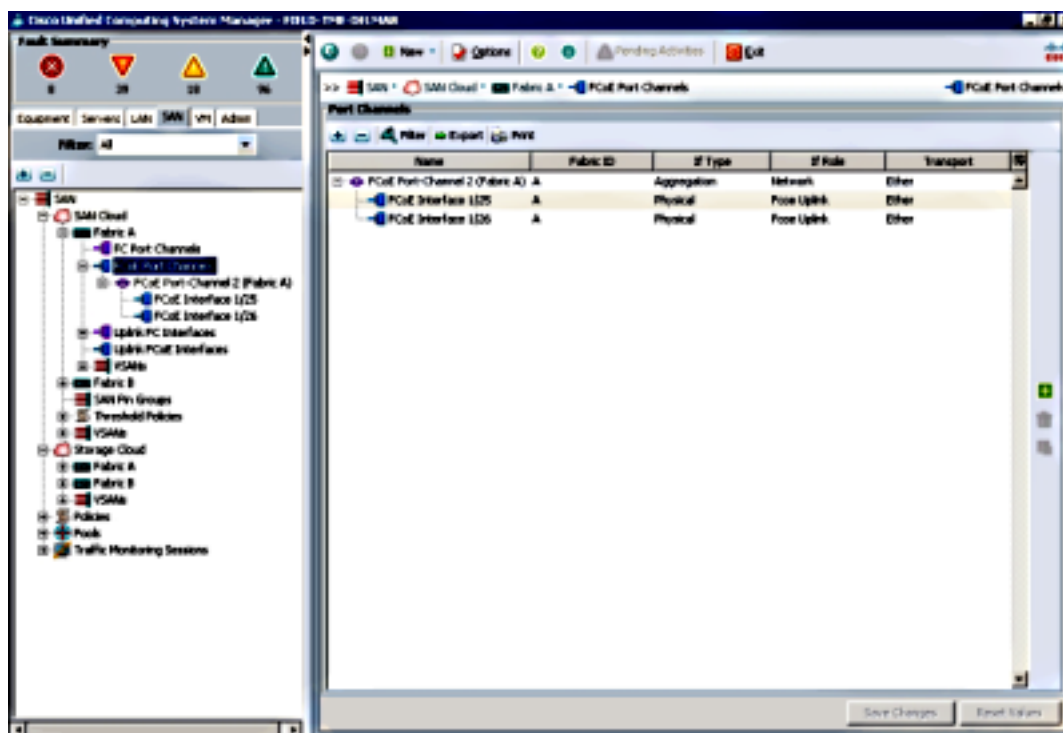 Cisco Unified Computing System Manager -
Fault Summary
New Options Pending Activities Exit
>> SAN SAN Cloud Fabric A FCoE Port Channels
FCoE Port Channels
Port Channels
Equipment Servers LAN SAN VM Admin
Filter: All
Filter Export Print
Name Fabric ID If Type If Role Transport
FCoE Port-Channel 2 (Fabric A) A Aggregation Network Ether
FCoE Interface 1/25 A Physical Fcoe Uplink Ether
FCoE Interface 1/26 A Physical Fcoe Uplink Ether
SAN
SAN Cloud
Fabric A
FC Port Channels
FCoE Port-Channel 2 (Fabric A)
FCoE Interface 1/25
FCoE Interface 1/26
Uplink FC Interfaces
Uplink FCoE Interfaces
VSANs
Fabric B
SAN Pin Groups
Threshold Policies
VSANs
Storage Cloud
Fabric A
Fabric B
VSANs
Policies
Pools
Traffic Monitoring Sessions
Save Changes Reset Values